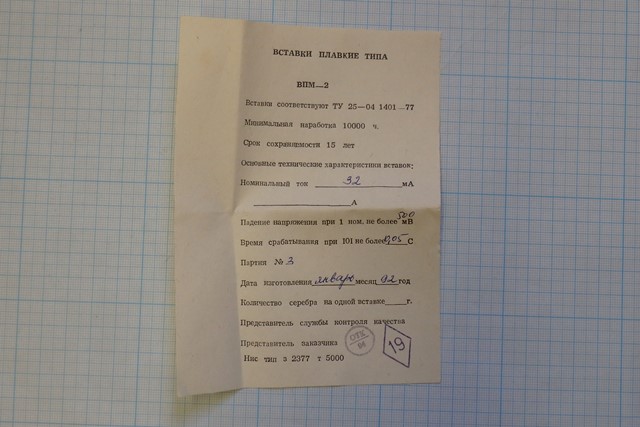 ВСТАВКИ ПЛАВКИЕ ТИПА
ВПМ—2
Вставки соответствуют ТУ 25—04 1401—77
Минимальная наработка 10000 ч.
Срок сохраняемости 15 лет
Основные технические характеристики вставок:
Номинальный ток 32 мА
А
Падение напряжения при 1 ном. не более 500 мВ
Время срабатывания при 101 не более 0,05 С
Партия № 3
Дата изготовления январь месяц 92 год
Количество серебра на одной вставке г.
Представитель службы контроля качества
Представитель заказчика
ОТК
19
Нис тип з 2377 т 5000